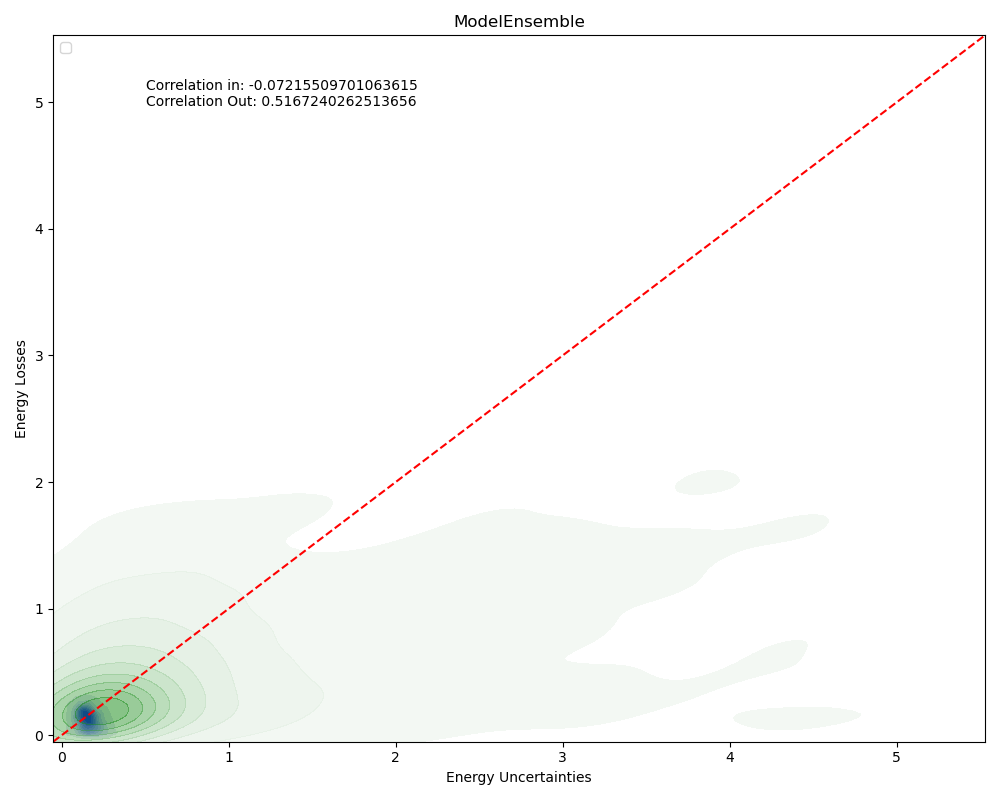 ModelEnsemble
Correlation in: -0.07215509701063615
Correlation Out: 0.5167240262513656
Energy Losses
5
4
3
2
1
0
0 1 2 3 4 5
Energy Uncertainties